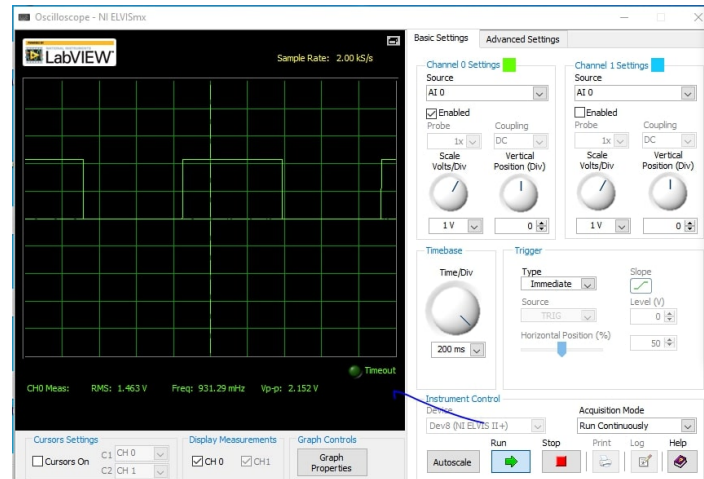 Oscilloscope - NI ELVISmx
LabVIEW
Sample Rate: 2.00 kS/s
Timeout
CH0 Meas: RMS: 1.463 V Freq: 931.29 mHz Vp-p: 2.152 V
Cursors Settings
Cursors On C1 CH 0
C2 CH 1
Display Measurements
CH 0 CH1
Graph Controls
Graph
Properties
Basic Settings Advanced Settings
Channel 0 Settings
Source
AI 0
Enabled
Probe Coupling
1x DC
Scale Vertical
Volts/Div Position (Div)
1 V 0
Channel 1 Settings
Source
AI 0
Enabled
Probe Coupling
1x DC
Scale Vertical
Volts/Div Position (Div)
1 V 0
Timebase
Time/Div
200 ms
Trigger
Type Slope
Immediate
Source Level (V)
TRIG 0
Horizontal Position (%)
50
Instrument Control
Device Acquisition Mode
Dev8 (NI ELVIS II+) Run Continuously
Run Stop Print Log Help
Autoscale